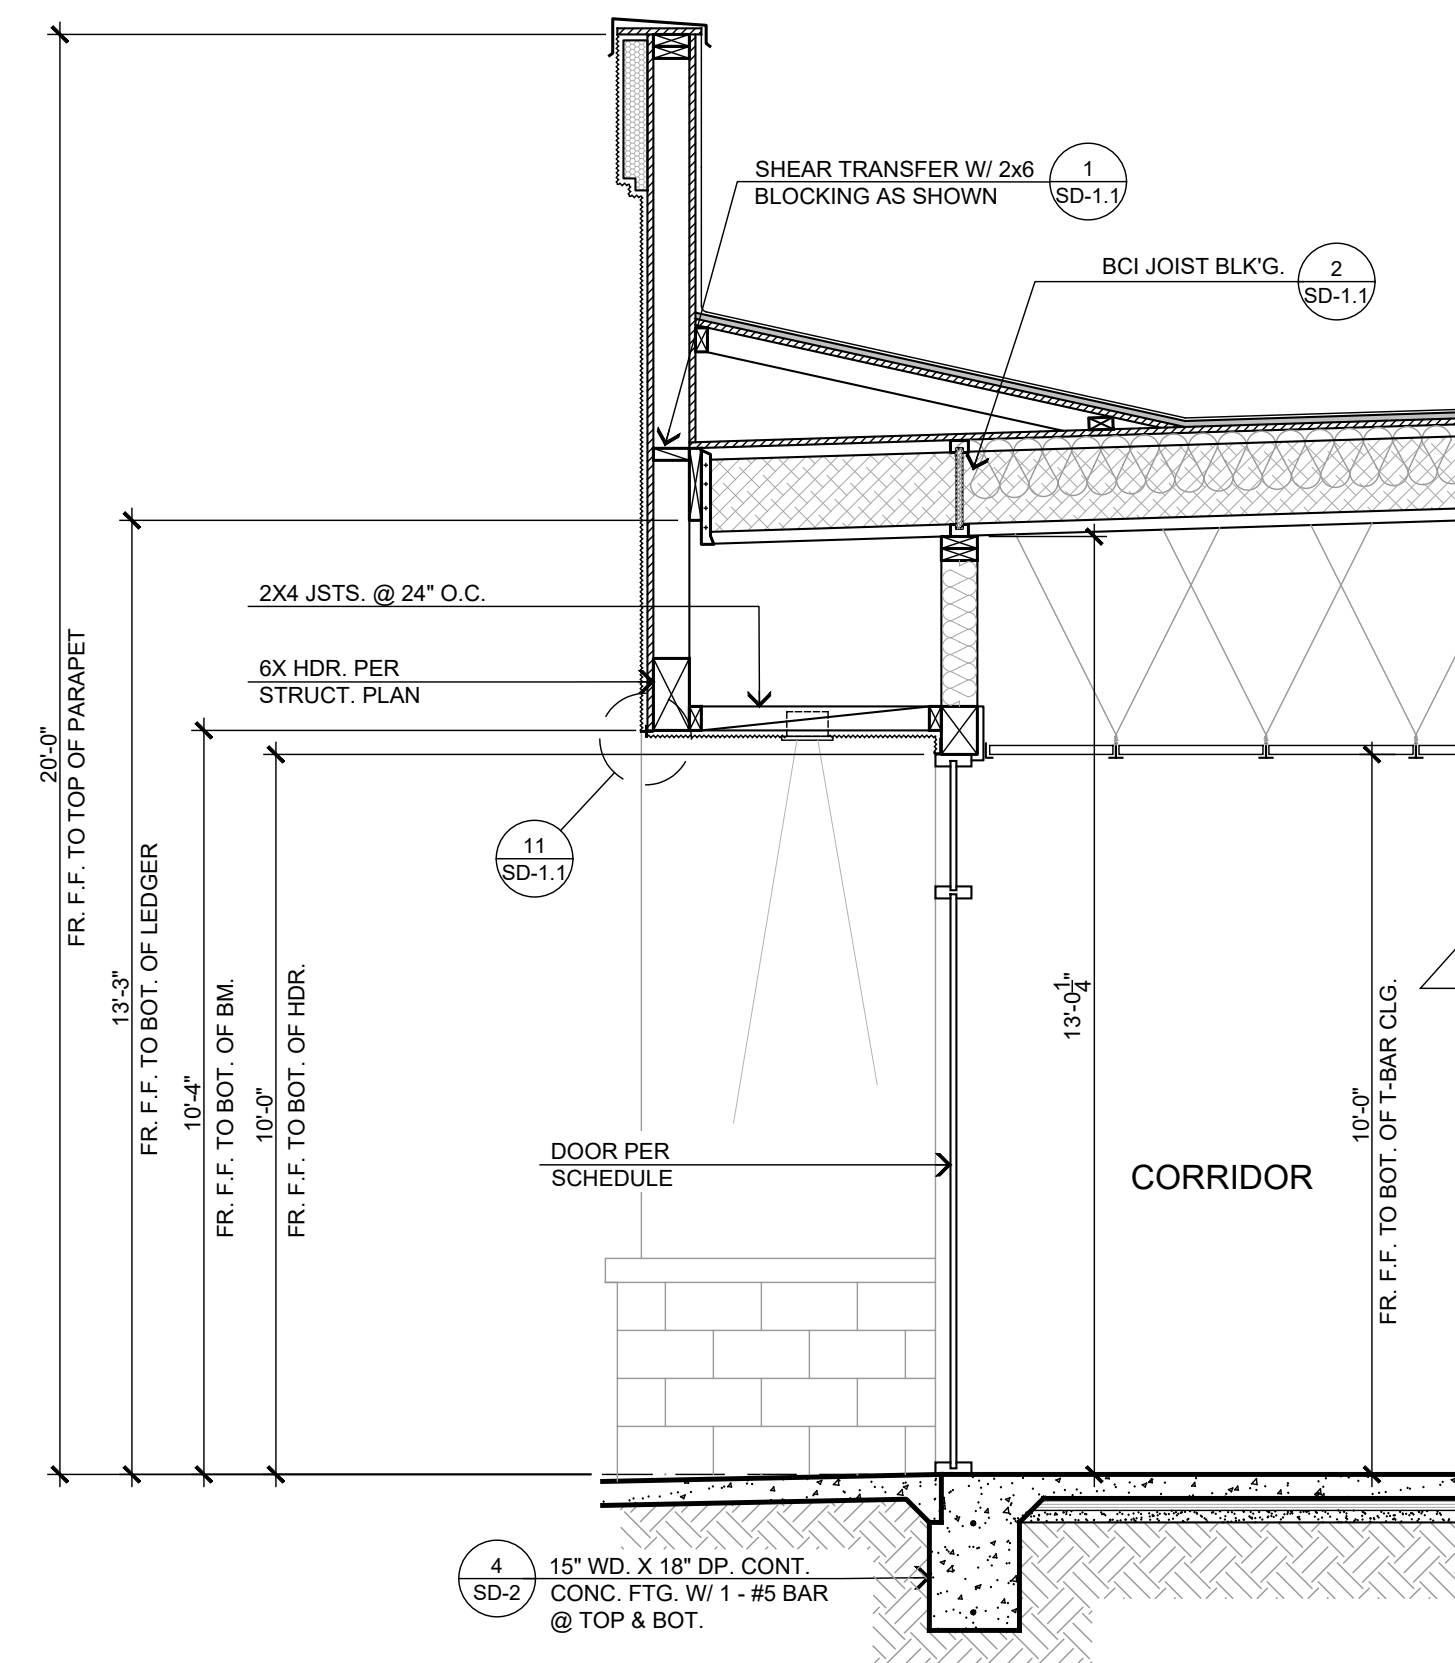 SHEAR TRANSFER W/ 2x6
BLOCKING AS SHOWN
1
SD-1.1
BCI JOIST BLK'G.
2
SD-1.1
2X4 JSTS. @ 24" O.C.
6X HDR. PER
STRUCT. PLAN
20'-0"
FR. F.F. TO TOP OF PARAPET
13'-3"
FR. F.F. TO BOT. OF LEDGER
10'-4"
FR. F.F. TO BOT. OF BM.
10'-0"
FR. F.F. TO BOT. OF HDR.
11
SD-1.1
13'-0 1/4"
10'-0"
FR. F.F. TO BOT. OF T-BAR CLG.
DOOR PER
SCHEDULE
CORRIDOR
4
SD-2
15" WD. X 18" DP. CONT.
CONC. FTG. W/ 1 - #5 BAR
@ TOP & BOT.